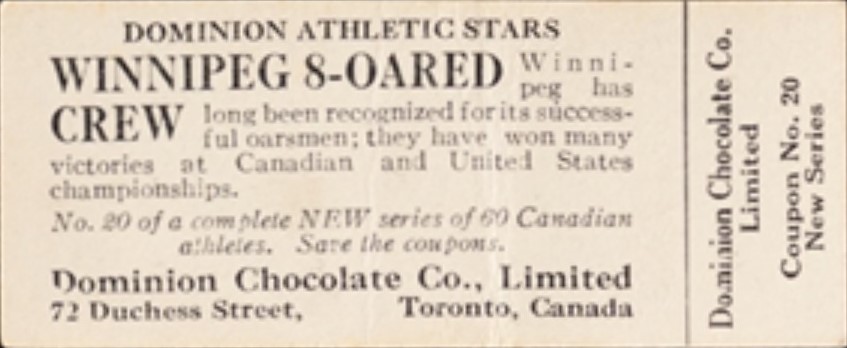 DOMINION ATHLETIC STARS
WINNIPEG 8-OARED CREW Winni-
peg has
long been recognized for its success-
ful oarsmen; they have won many
victories at Canadian and United States
championships.
No. 20 of a complete NEW series of 60 Canadian
athletes. Save the coupons.
Dominion Chocolate Co., Limited
72 Duchess Street, Toronto, Canada
Dominion Chocolate Co.
Limited
Coupon No. 20
New Series